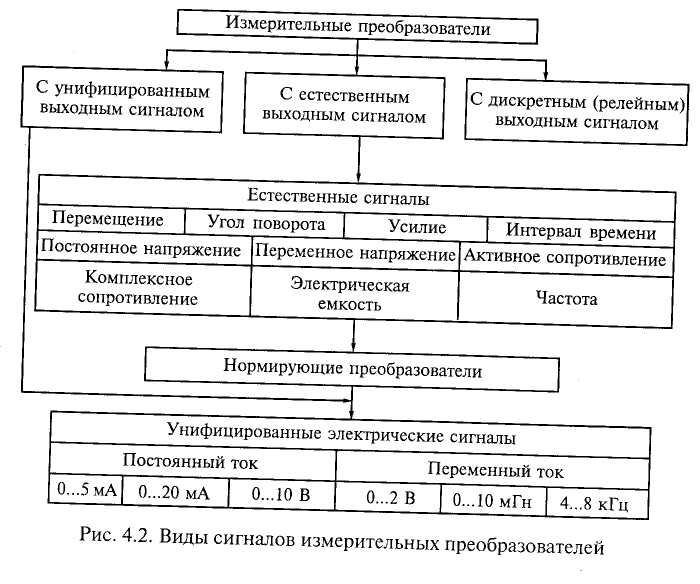 Измерительные преобразователи
С унифицированным
выходным сигналом
С естественным
выходным сигналом
С дискретным (релейным)
выходным сигналом
Естественные сигналы
Перемещение
Угол поворота
Усилие
Интервал времени
Постоянное напряжение
Переменное напряжение
Активное сопротивление
Комплексное
сопротивление
Электрическая
емкость
Частота
Нормирующие преобразователи
Унифицированные электрические сигналы
Постоянный ток
Переменный ток
0...5 мА
0...20 мА
0...10 В
0...2 В
0...10 мГн
4...8 кГц
Рис. 4.2. Виды сигналов измерительных преобразователей